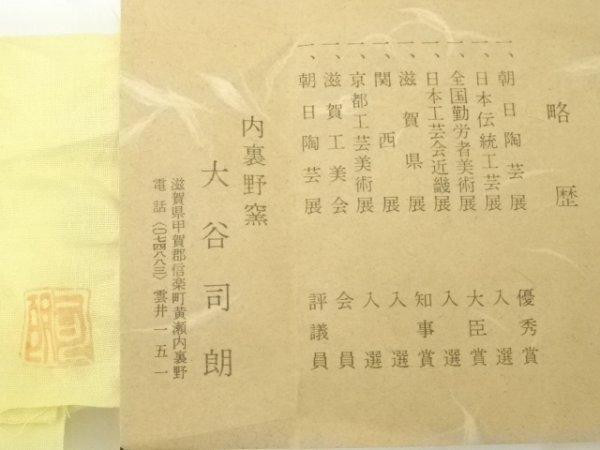 略歴
一、朝日陶芸展 優秀賞
一、日本伝統工芸展 入選
一、全国勤労者美術展 大臣賞
一、日本工芸会近畿展 入選
一、滋賀県展 知事賞
一、関西展 入選
一、京都工芸美術展 入選
一、滋賀工美会 会員
一、朝日陶芸展 評議員
内裏野窯
大谷司朗
滋賀県甲賀郡信楽町黄瀬内裏野
電話(〇七四八八三)雲井一五一